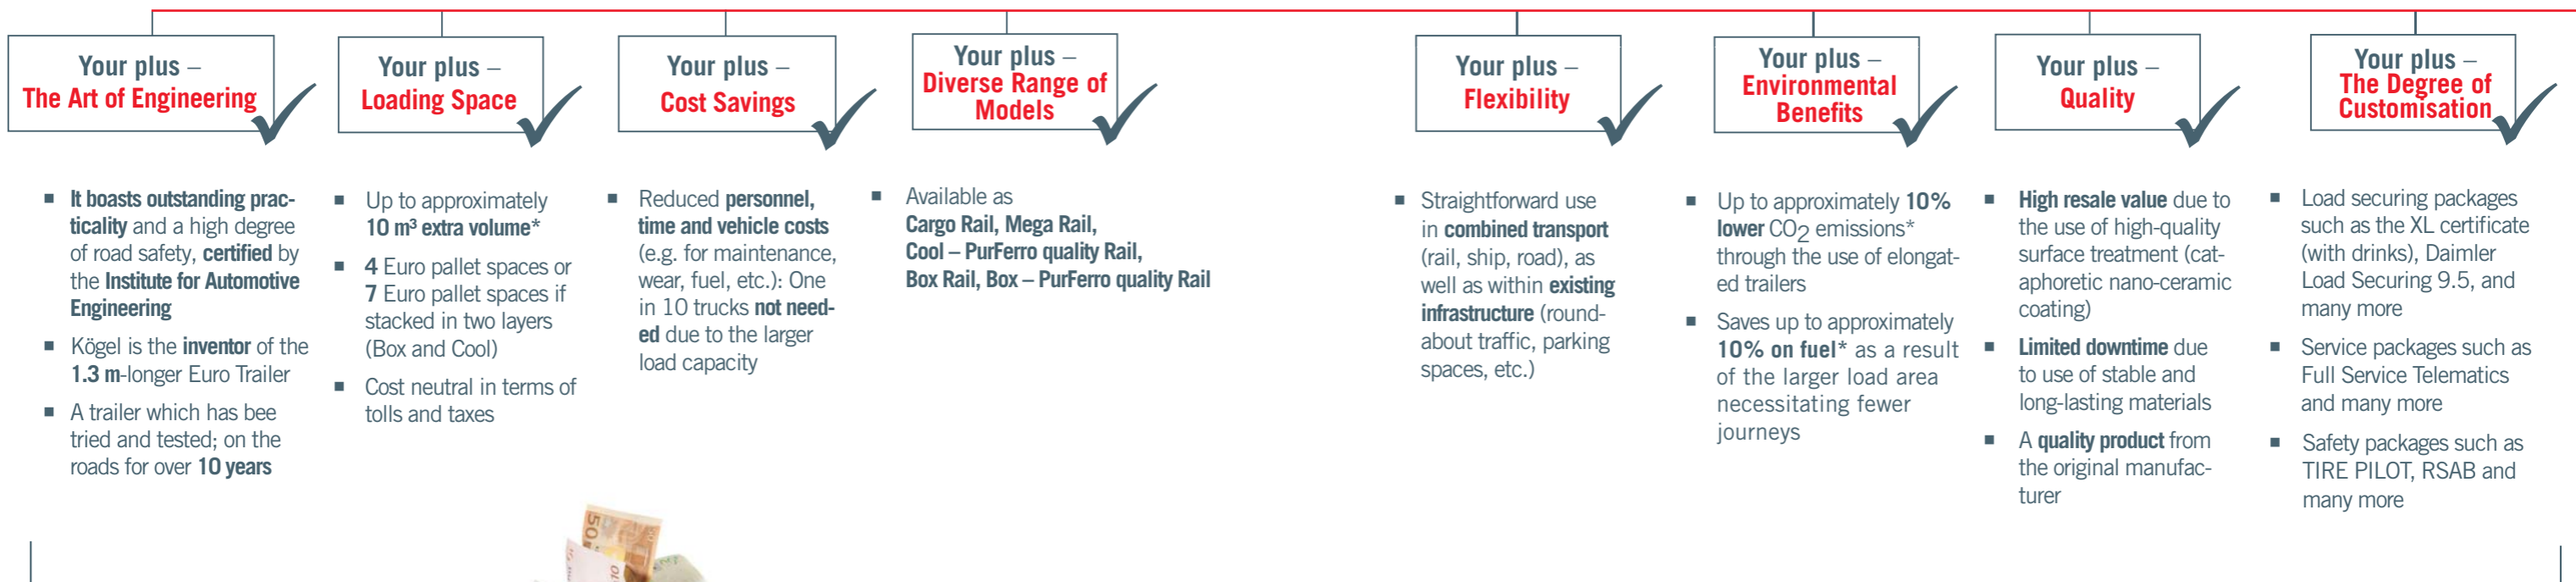 Your plus –
The Art of Engineering
It boasts outstanding prac-
ticality and a high degree
of road safety, certified by
the Institute for Automotive
Engineering
Kögel is the inventor of the
1.3 m-longer Euro Trailer
A trailer which has bee
tried and tested; on the
roads for over 10 years
Your plus –
Loading Space
Up to approximately
10 m³ extra volume*
4 Euro pallet spaces or
7 Euro pallet spaces if
stacked in two layers
(Box and Cool)
Cost neutral in terms of
tolls and taxes
Your plus –
Cost Savings
Reduced personnel,
time and vehicle costs
(e.g. for maintenance,
wear, fuel, etc.): One
in 10 trucks not need-
ed due to the larger
load capacity
Your plus –
Diverse Range of
Models
Available as
Cargo Rail, Mega Rail,
Cool – PurFerro quality Rail,
Box Rail, Box – PurFerro quality Rail
Your plus –
Flexibility
Straightforward use
in combined transport
(rail, ship, road), as
well as within existing
infrastructure (round-
about traffic, parking
spaces, etc.)
Your plus –
Environmental
Benefits
Up to approximately 10%
lower CO2 emissions*
through the use of elongat-
ed trailers
Saves up to approximately
10% on fuel* as a result
of the larger load area
necessitating fewer
journeys
Your plus –
Quality
High resale value due to
the use of high-quality
surface treatment (cat-
aphoretic nano-ceramic
coating)
Limited downtime due
to use of stable and
long-lasting materials
A quality product from
the original manufac-
turer
Your plus –
The Degree of
Customisation
Load securing packages
such as the XL certificate
(with drinks), Daimler
Load Securing 9.5, and
many more
Service packages such as
Full Service Telematics
and many more
Safety packages such as
TIRE PILOT, RSAB and
many more
50
10